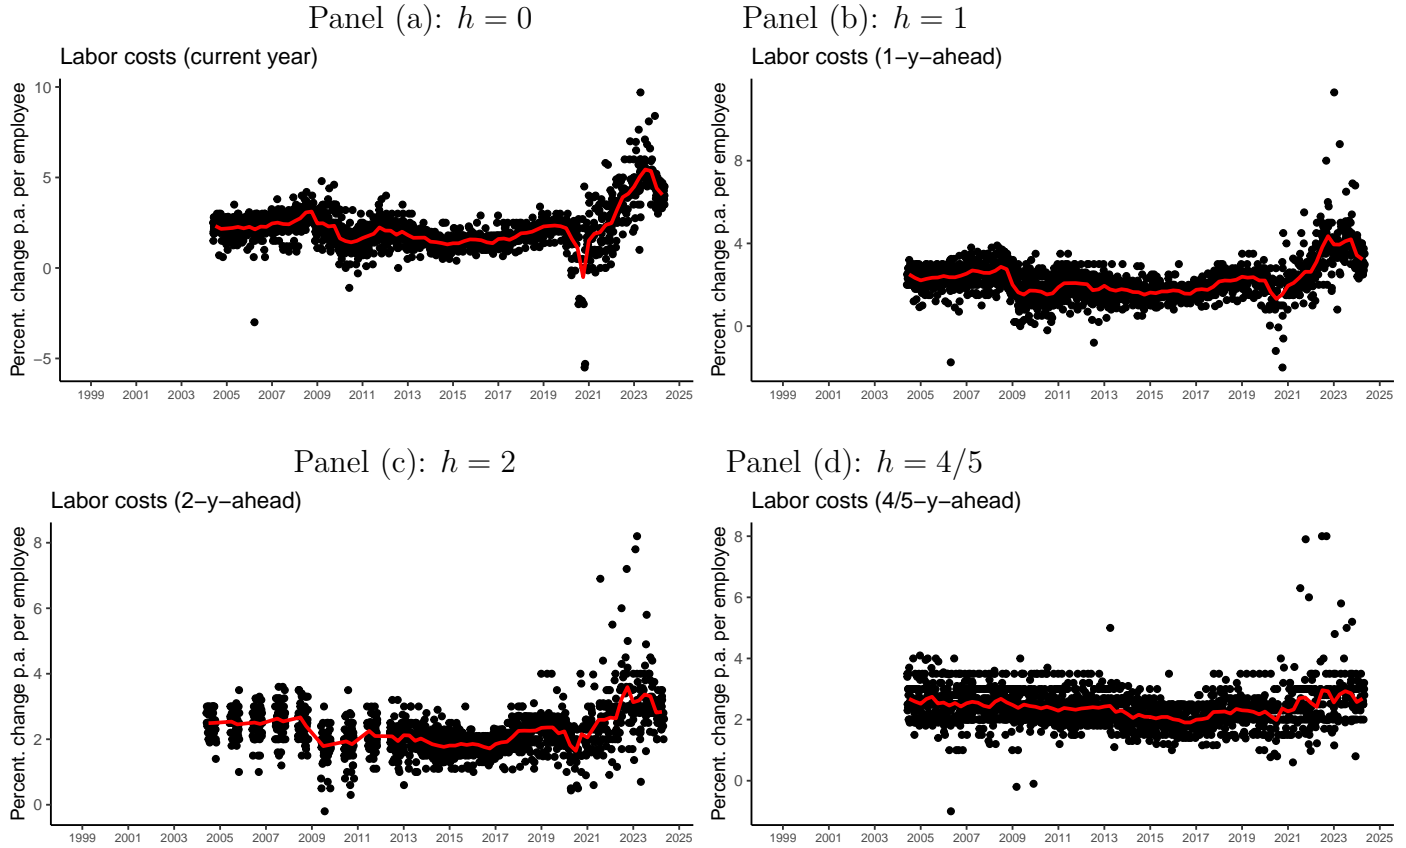 Panel (a): h = 0
Labor costs (current year)
Percent. change p.a. per employee
10
5
0
−5
1999 2001 2003 2005 2007 2009 2011 2013 2015 2017 2019 2021 2023 2025
Panel (b): h = 1
Labor costs (1−y−ahead)
Percent. change p.a. per employee
8
4
0
1999 2001 2003 2005 2007 2009 2011 2013 2015 2017 2019 2021 2023 2025
Panel (c): h = 2
Labor costs (2−y−ahead)
Percent. change p.a. per employee
8
6
4
2
0
1999 2001 2003 2005 2007 2009 2011 2013 2015 2017 2019 2021 2023 2025
Panel (d): h = 4/5
Labor costs (4/5−y−ahead)
Percent. change p.a. per employee
8
6
4
2
0
1999 2001 2003 2005 2007 2009 2011 2013 2015 2017 2019 2021 2023 2025